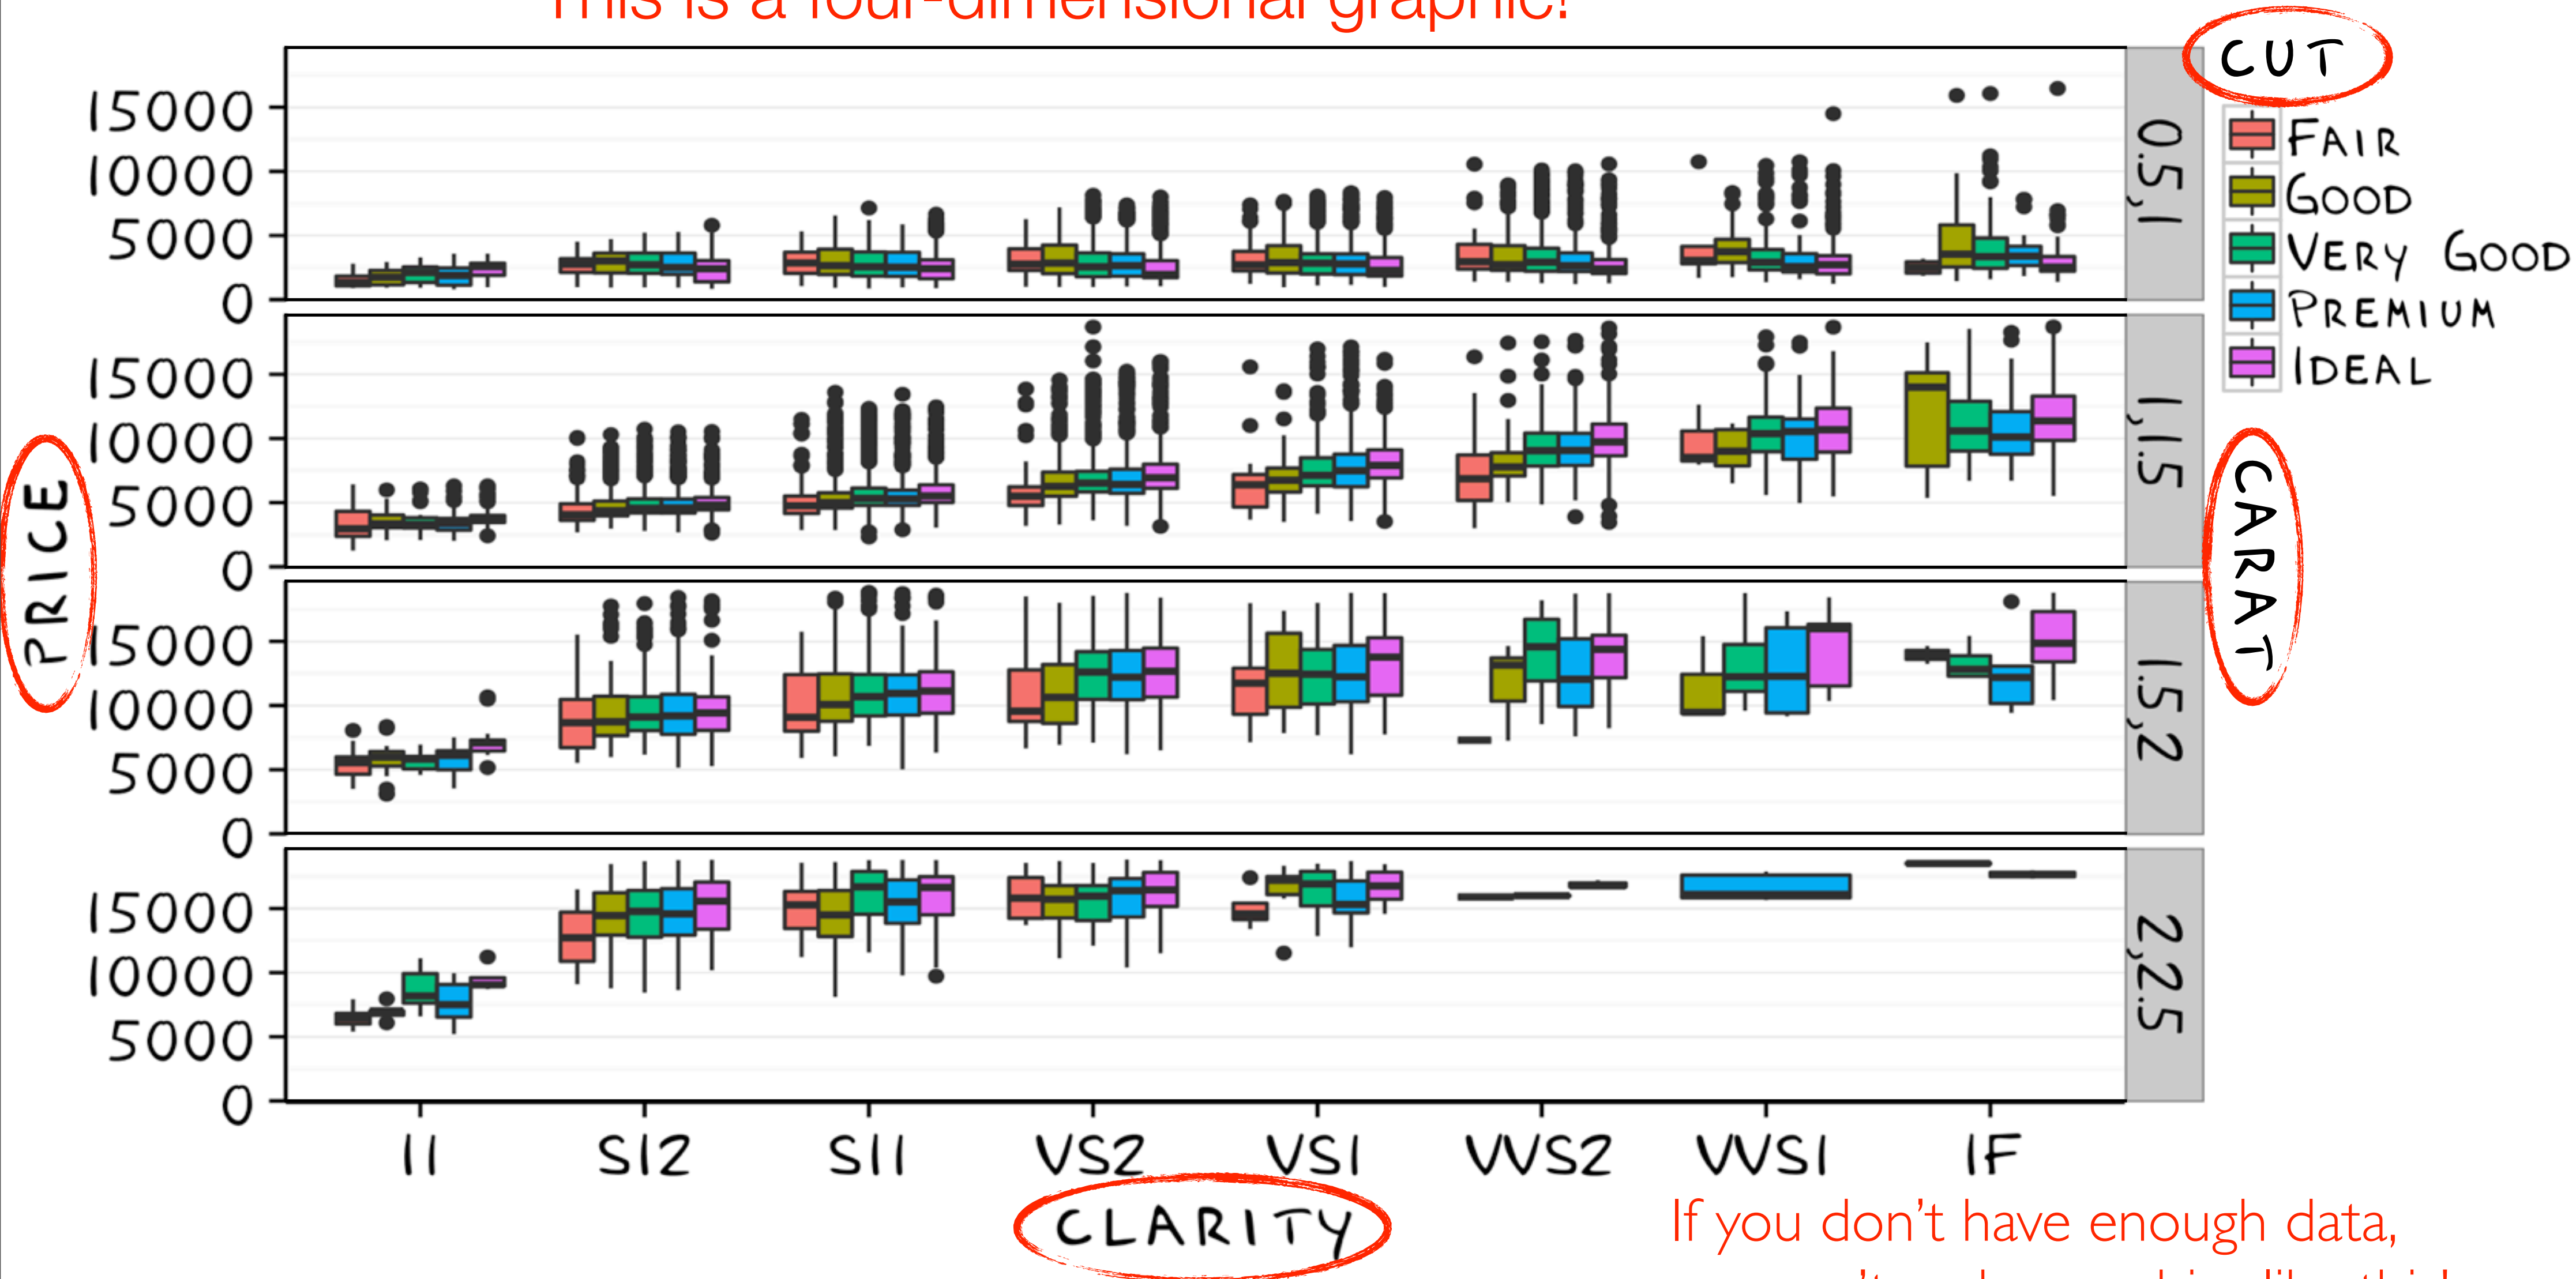 This is a four-dimensional graphic!
CUT
FAIR
GOOD
VERY GOOD
PREMIUM
IDEAL
PRICE
15000
10000
5000
0
0.5,1
15000
10000
5000
0
1,1.5
15000
10000
5000
0
1.5,2
15000
10000
5000
0
2,2.5
CARAT
I1 SI2 SI1 VS2 VS1 VVS2 VVS1 IF
CLARITY
If you don't have enough data,